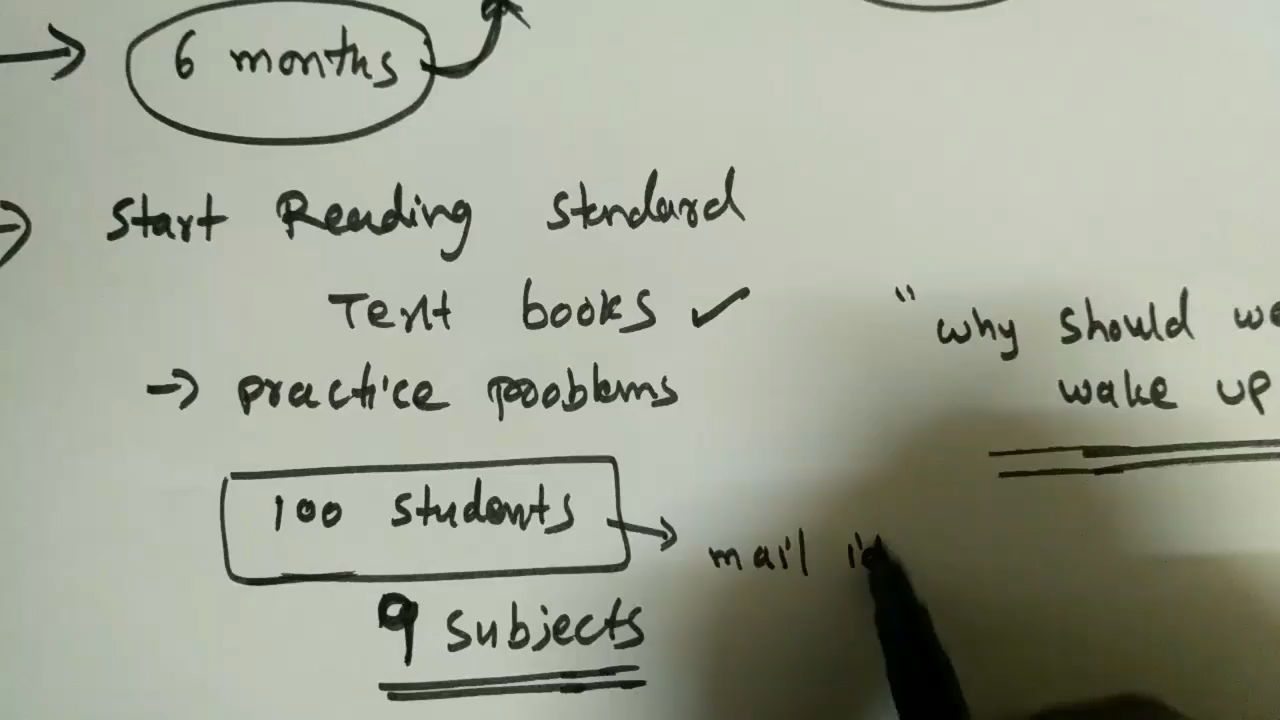 → 6 months
→ Start Reading standard
Text books ✓
→ practice problems
100 students → mail id
9 subjects
"why should we
wake up